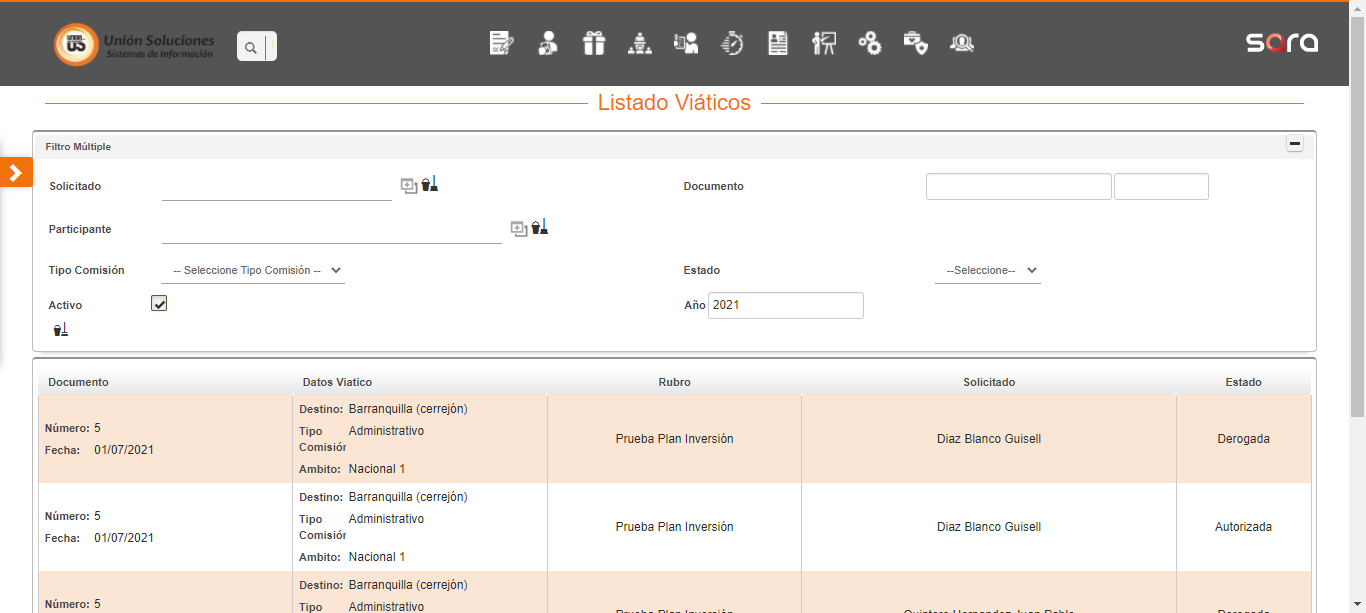 UNION
US
Unión Soluciones
Sistemas de Información
sara
Listado Viáticos
Filtro Múltiple
Solicitado
Documento
Participante
Tipo Comisión
-- Seleccione Tipo Comisión --
Estado
--Seleccione--
Activo
Año
2021
Documento
Datos Viatico
Rubro
Solicitado
Estado
Número: 5
Fecha: 01/07/2021
Destino: Barranquilla (cerrejón)
Tipo Administrativo
Comisión
Ambito: Nacional 1
Prueba Plan Inversión
Diaz Blanco Guisell
Derogada
Número: 5
Fecha: 01/07/2021
Destino: Barranquilla (cerrejón)
Tipo Administrativo
Comisión
Ambito: Nacional 1
Prueba Plan Inversión
Diaz Blanco Guisell
Autorizada
Número: 5
Destino: Barranquilla (cerrejón)
Tipo Administrativo